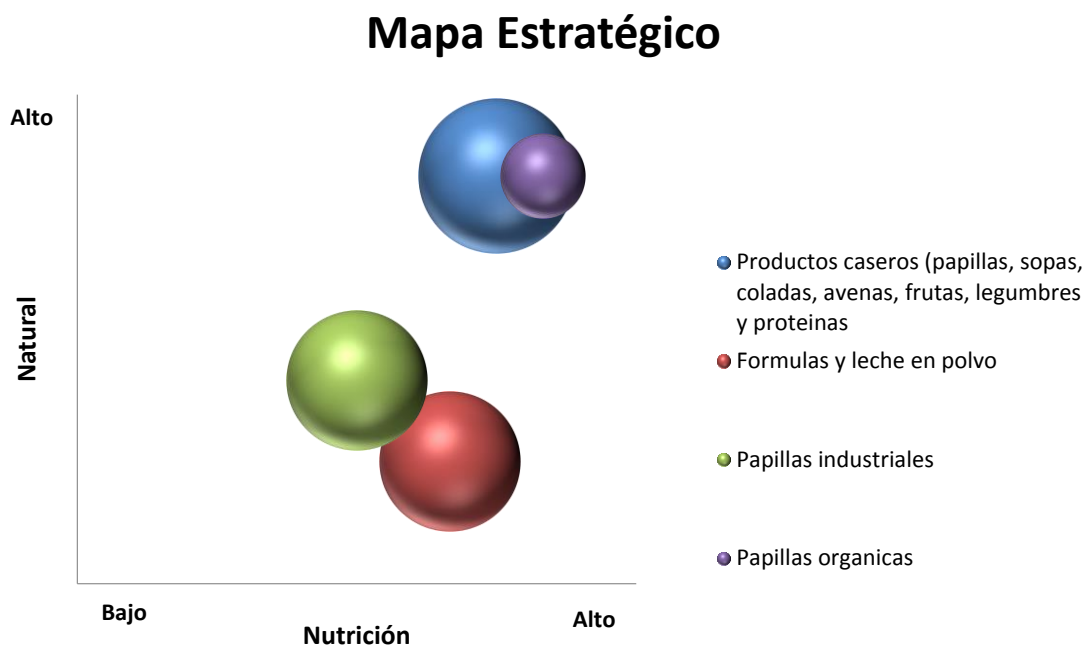 Mapa Estratégico
Alto
Natural
Bajo
Nutrición
Alto
Productos caseros (papillas, sopas,
coladas, avenas, frutas, legumbres
y proteinas
Formulas y leche en polvo
Papillas industriales
Papillas organicas